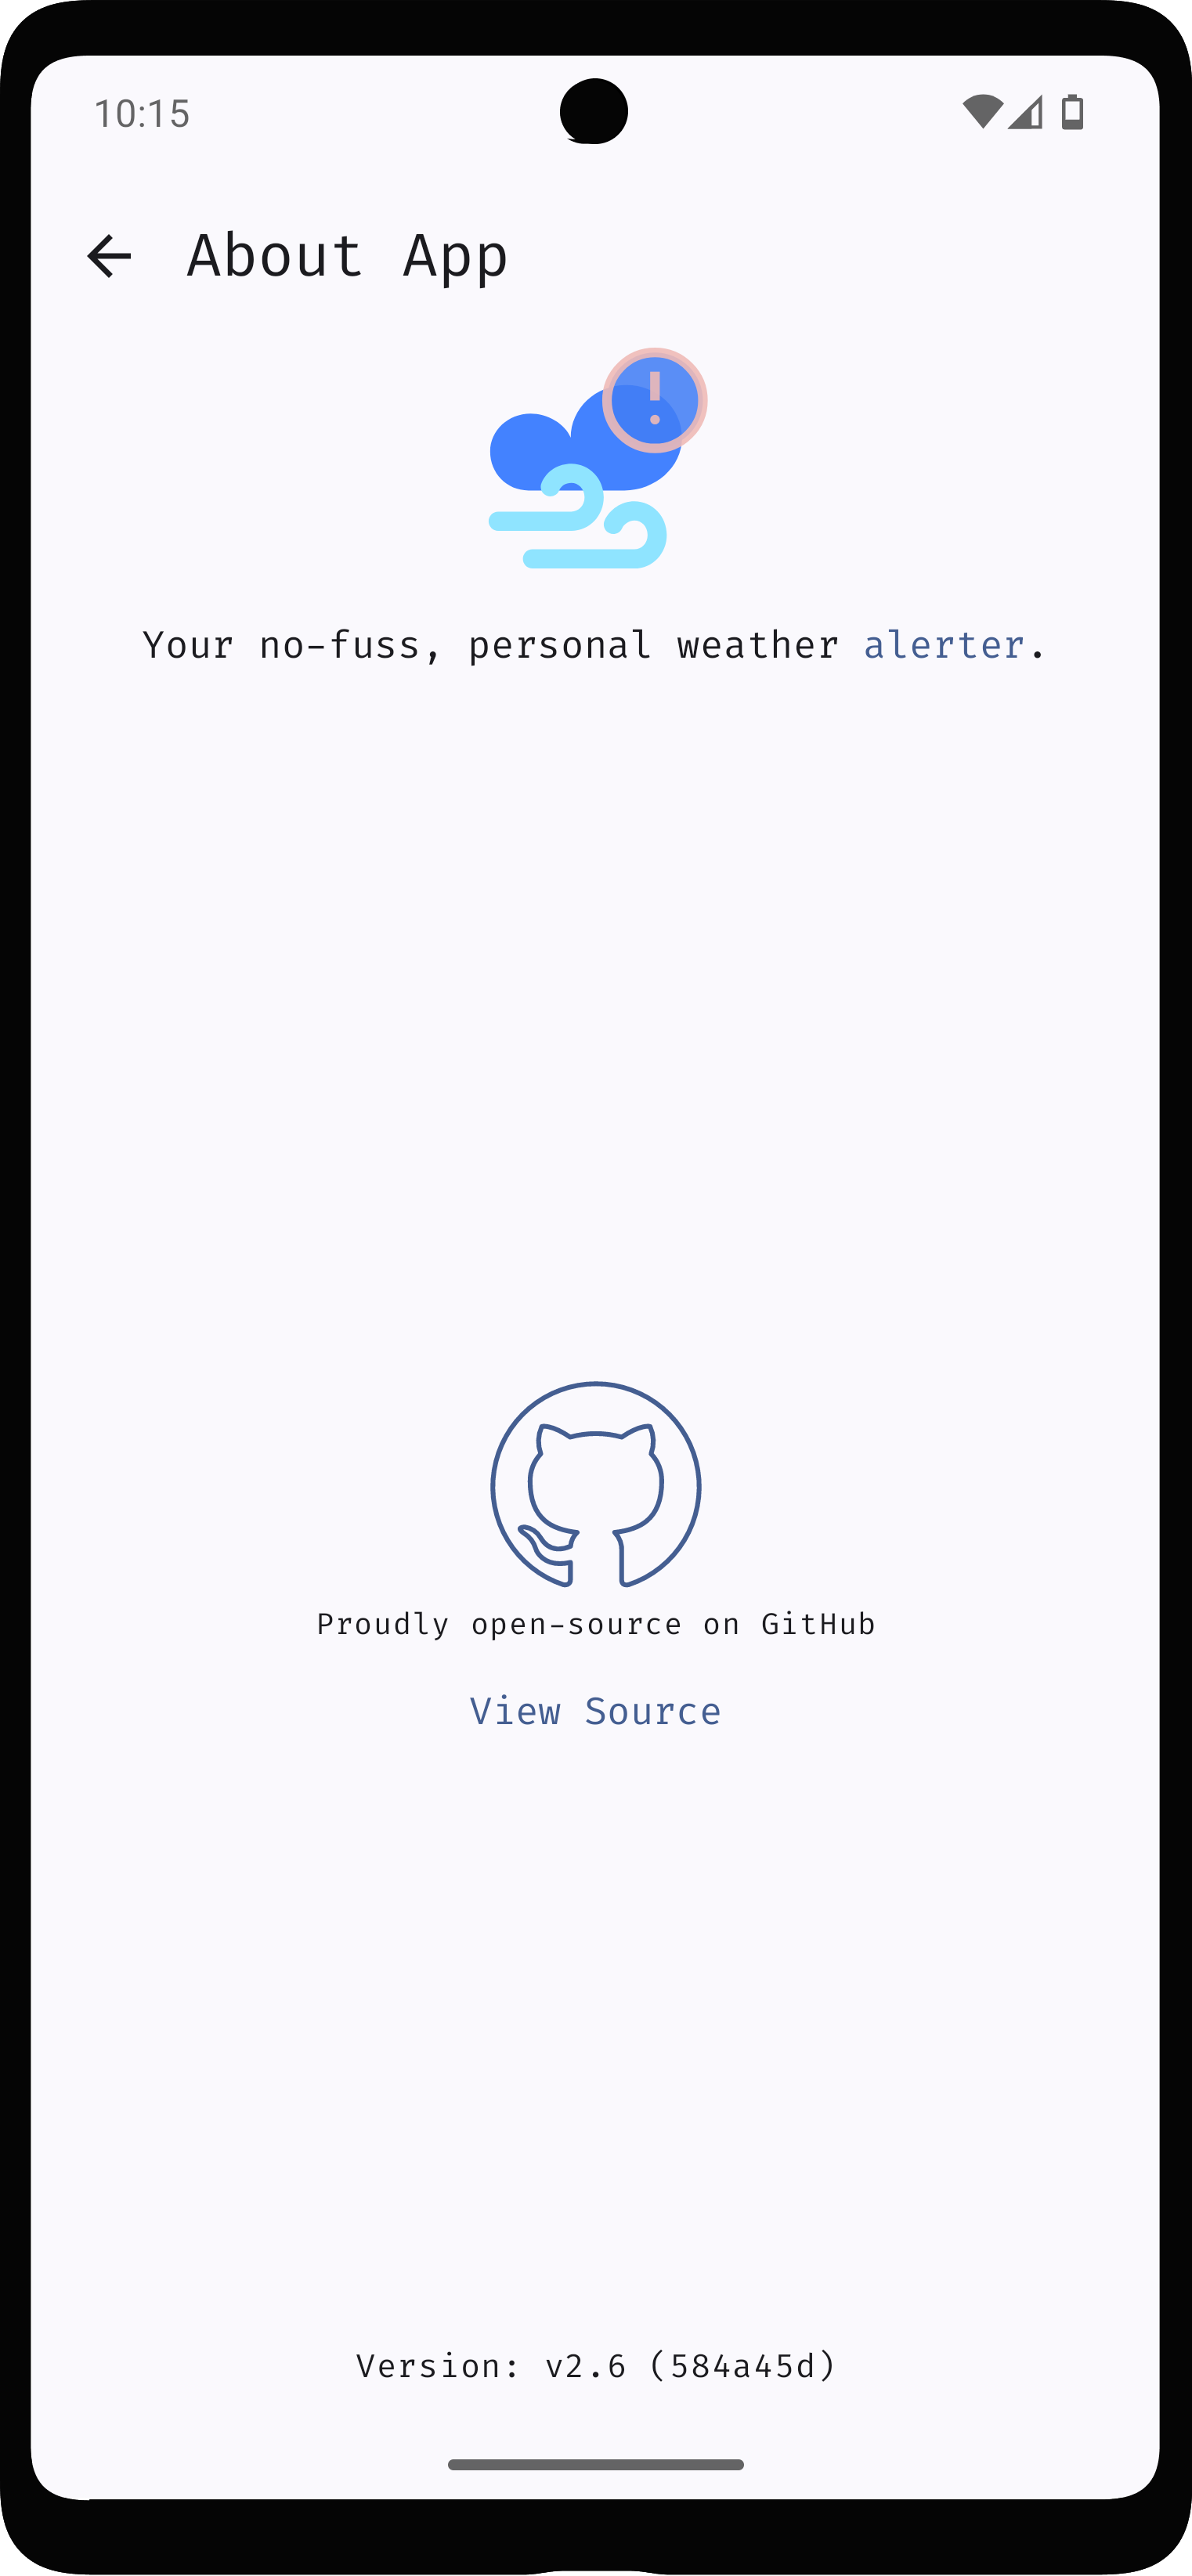 10:15
About App
Your no-fuss, personal weather alerter.
Proudly open-source on GitHub
View Source
Version: v2.6 (584a45d)